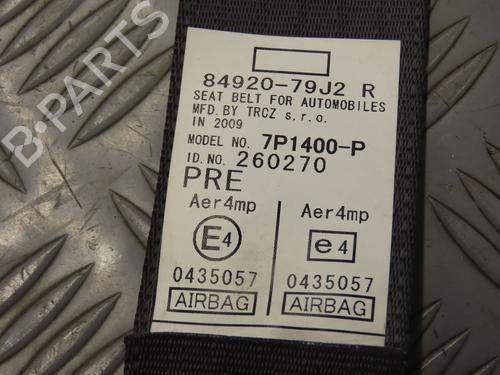 84920-79J2 R
SEAT BELT FOR AUTOMOBILES
MFD.BY TRCZ s.r.o.
IN 2009
MODEL NO. 7P1400-P
ID.NO. 260270
PRE
Aer4mp Aer4mp
E4 e4
0435057 0435057
AIRBAG AIRBAG
B-PARTS